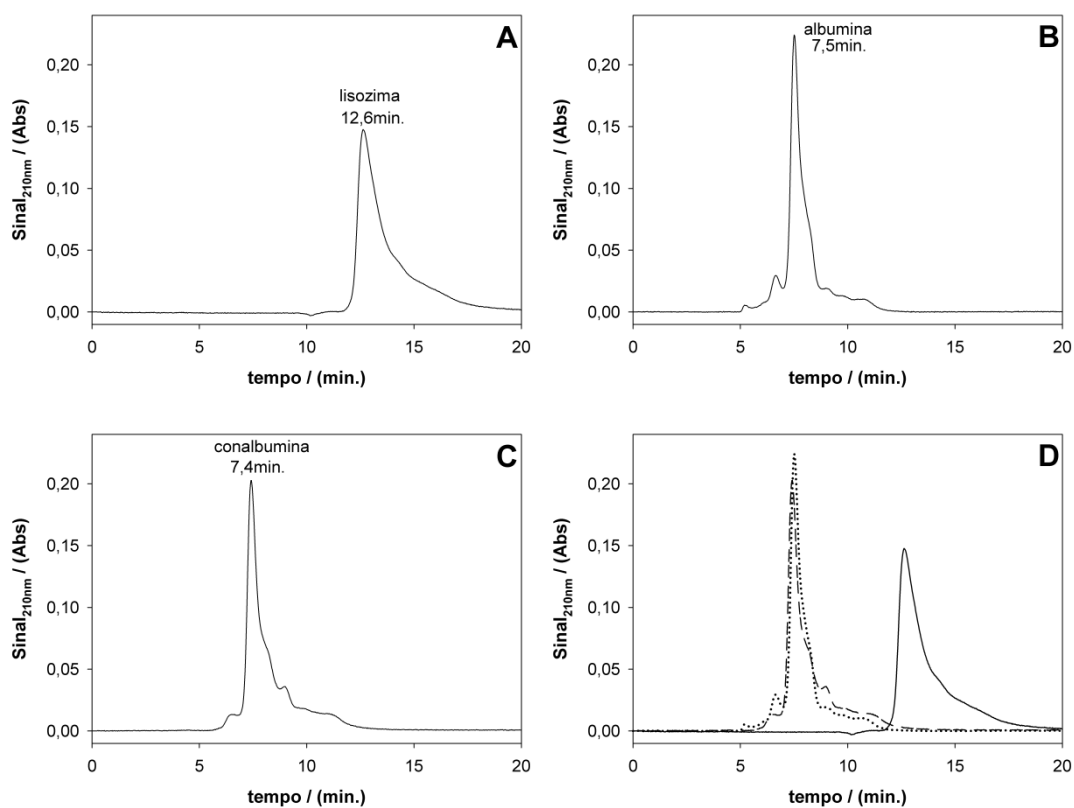 A
Sinal210nm / (Abs)
0,20
0,15
0,10
0,05
0,00
lisozima
12,6min.
0 5 10 15 20
tempo / (min.)
B
Sinal210nm / (Abs)
0,20
0,15
0,10
0,05
0,00
albumina
7,5min.
0 5 10 15 20
tempo / (min.)
C
Sinal210nm / (Abs)
0,20
0,15
0,10
0,05
0,00
conalbumina
7,4min.
0 5 10 15 20
tempo / (min.)
D
Sinal210nm / (Abs)
0,20
0,15
0,10
0,05
0,00
0 5 10 15 20
tempo / (min.)